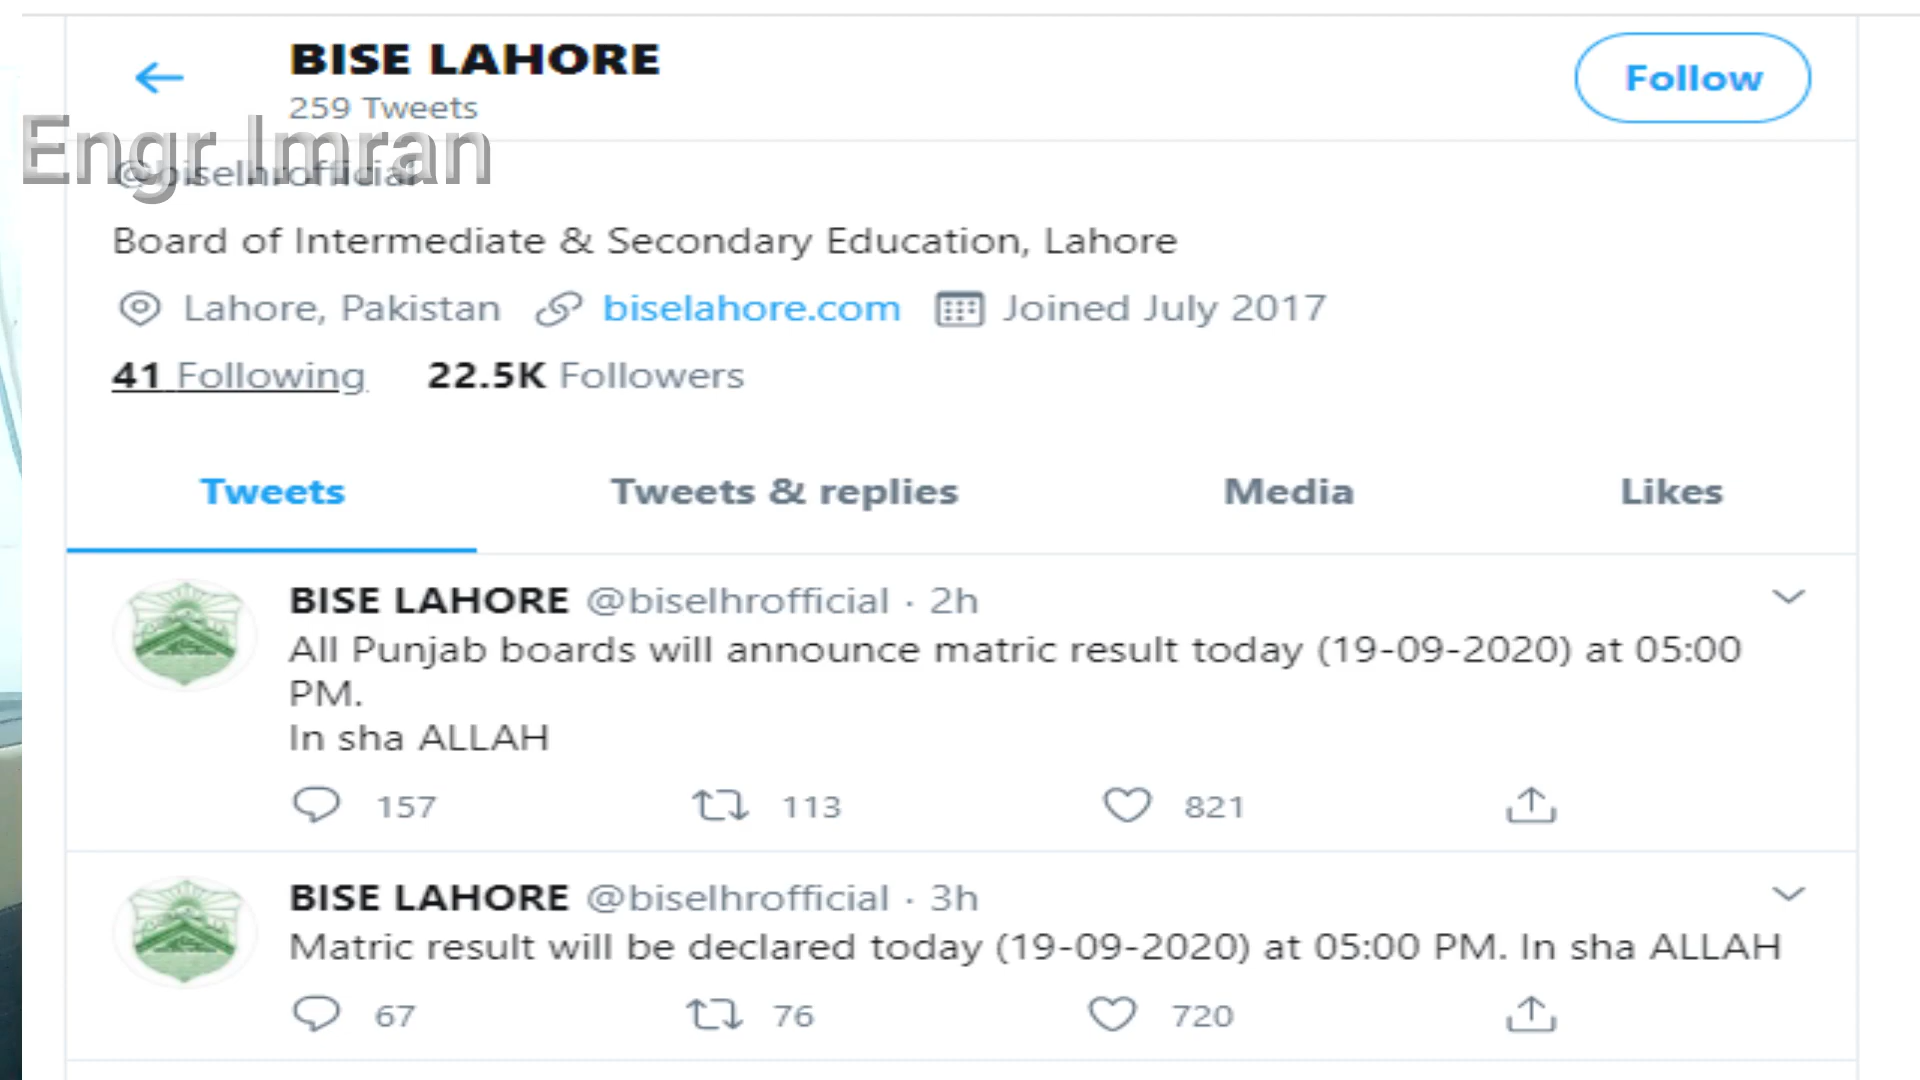 BISE LAHORE
259 Tweets
Follow
Engr Imran
@biselhrofficial
Board of Intermediate & Secondary Education, Lahore
Lahore, Pakistan biselahore.com Joined July 2017
41 Following 22.5K Followers
Tweets Tweets & replies Media Likes
BISE LAHORE @biselhrofficial · 2h
All Punjab boards will announce matric result today (19-09-2020) at 05:00
PM.
In sha ALLAH
157 113 821
BISE LAHORE @biselhrofficial · 3h
Matric result will be declared today (19-09-2020) at 05:00 PM. In sha ALLAH
67 76 720